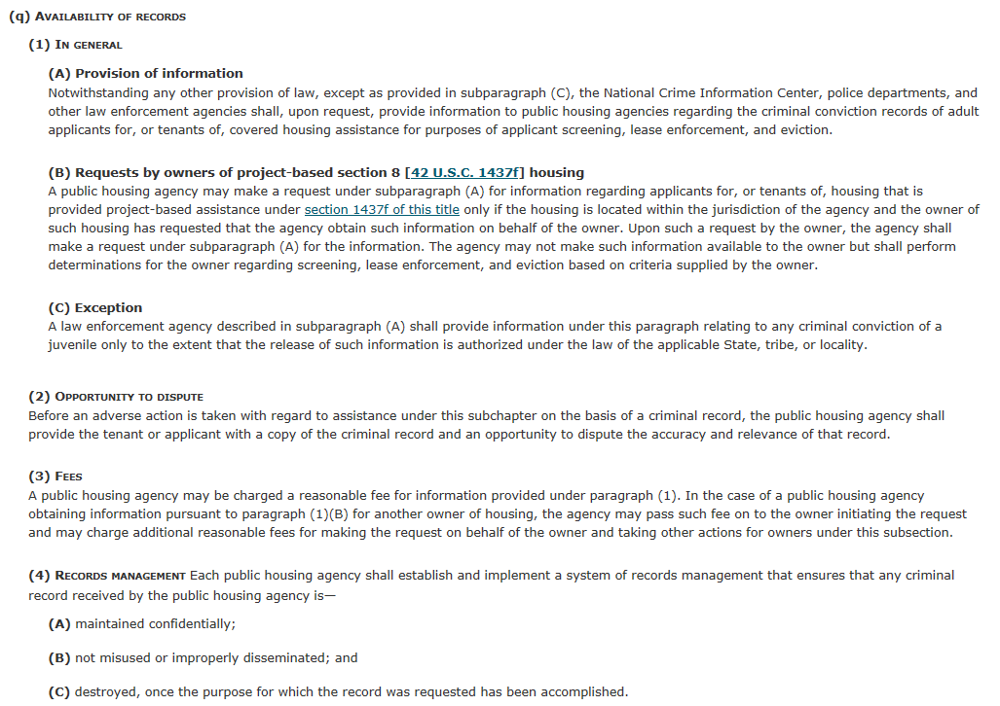 (q) AVAILABILITY OF RECORDS
(1) IN GENERAL
(A) Provision of information
Notwithstanding any other provision of law, except as provided in subparagraph (C), the National Crime Information Center, police departments, and
other law enforcement agencies shall, upon request, provide information to public housing agencies regarding the criminal conviction records of adult
applicants for, or tenants of, covered housing assistance for purposes of applicant screening, lease enforcement, and eviction.
(B) Requests by owners of project-based section 8 [42 U.S.C. 1437f] housing
A public housing agency may make a request under subparagraph (A) for information regarding applicants for, or tenants of, housing that is
provided project-based assistance under section 1437f of this title only if the housing is located within the jurisdiction of the agency and the owner of
such housing has requested that the agency obtain such information on behalf of the owner. Upon such a request by the owner, the agency shall
make a request under subparagraph (A) for the information. The agency may not make such information available to the owner but shall perform
determinations for the owner regarding screening, lease enforcement, and eviction based on criteria supplied by the owner.
(C) Exception
A law enforcement agency described in subparagraph (A) shall provide information under this paragraph relating to any criminal conviction of a
juvenile only to the extent that the release of such information is authorized under the law of the applicable State, tribe, or locality.
(2) OPPORTUNITY TO DISPUTE
Before an adverse action is taken with regard to assistance under this subchapter on the basis of a criminal record, the public housing agency shall
provide the tenant or applicant with a copy of the criminal record and an opportunity to dispute the accuracy and relevance of that record.
(3) FEES
A public housing agency may be charged a reasonable fee for information provided under paragraph (1). In the case of a public housing agency
obtaining information pursuant to paragraph (1)(B) for another owner of housing, the agency may pass such fee on to the owner initiating the request
and may charge additional reasonable fees for making the request on behalf of the owner and taking other actions for owners under this subsection.
(4) RECORDS MANAGEMENT Each public housing agency shall establish and implement a system of records management that ensures that any criminal
record received by the public housing agency is—
(A) maintained confidentially;
(B) not misused or improperly disseminated; and
(C) destroyed, once the purpose for which the record was requested has been accomplished.